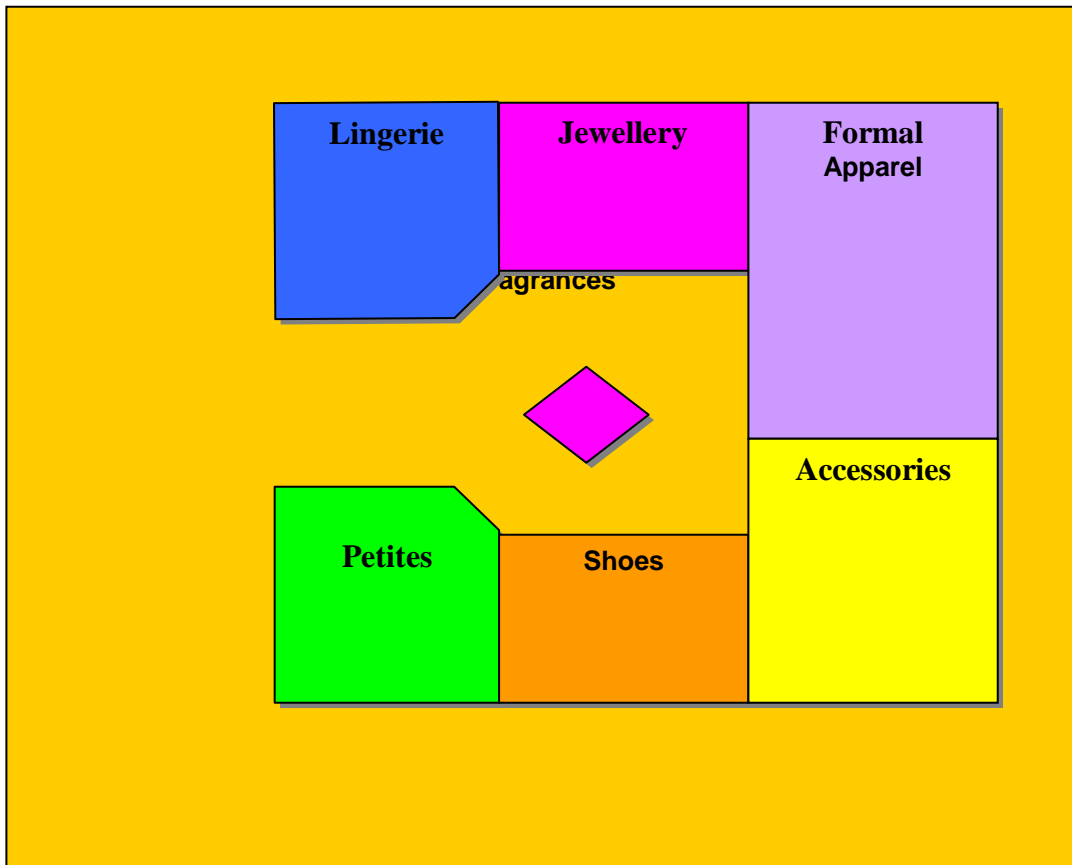 Lingerie
Jewellery
Formal
Apparel
agrances
Accessories
Petites
Shoes